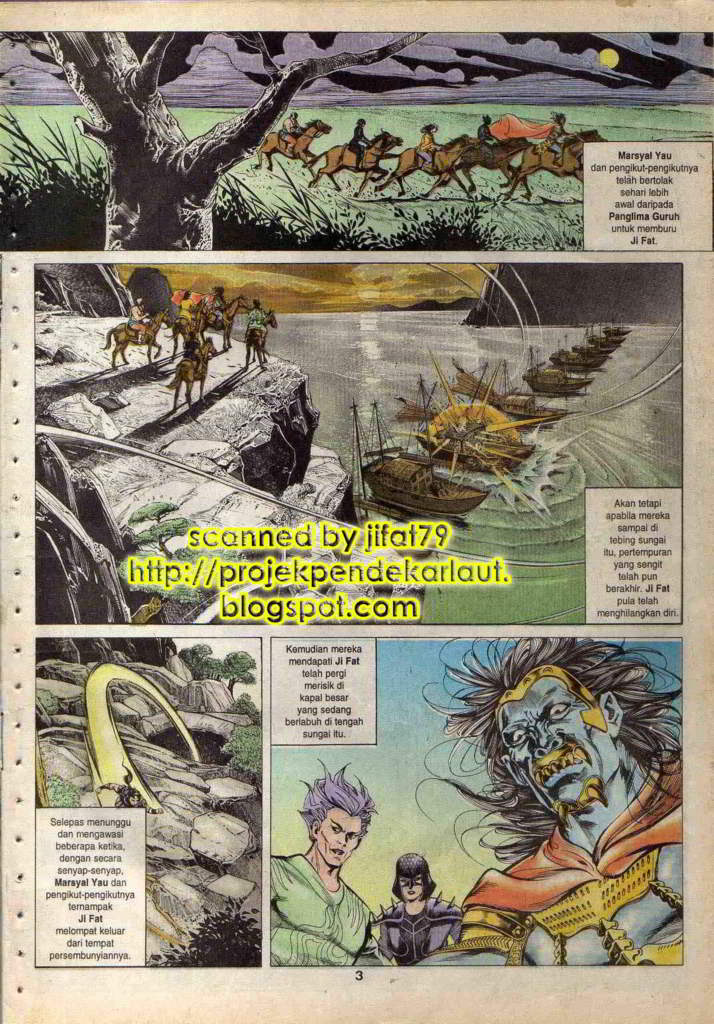 Marsyal Yau
dan pengikut-pengikutnya
telah bertolak
sehari lebih
awal daripada
Panglima Guruh
untuk memburu
Ji Fat.
Akan tetapi
apabila mereka
sampai di
tebing sungai
itu, pertempuran
yang sengit
telah pun
berakhir. Ji Fat
pula telah
menghilangkan diri.
scanned by jifat79
http://projekpendekarlaut.
blogspot.com
Selepas menunggu
dan mengawasi
beberapa ketika,
dengan secara
senyap-senyap,
Marsyal Yau dan
pengikut-pengikutnya
ternampak
Ji Fat
melompat keluar
dari tempat
persembunyiannya.
Kemudian mereka
mendapati Ji Fat
telah pergi
merisik di
kapal besar
yang sedang
berlabuh di tengah
sungai itu.
3